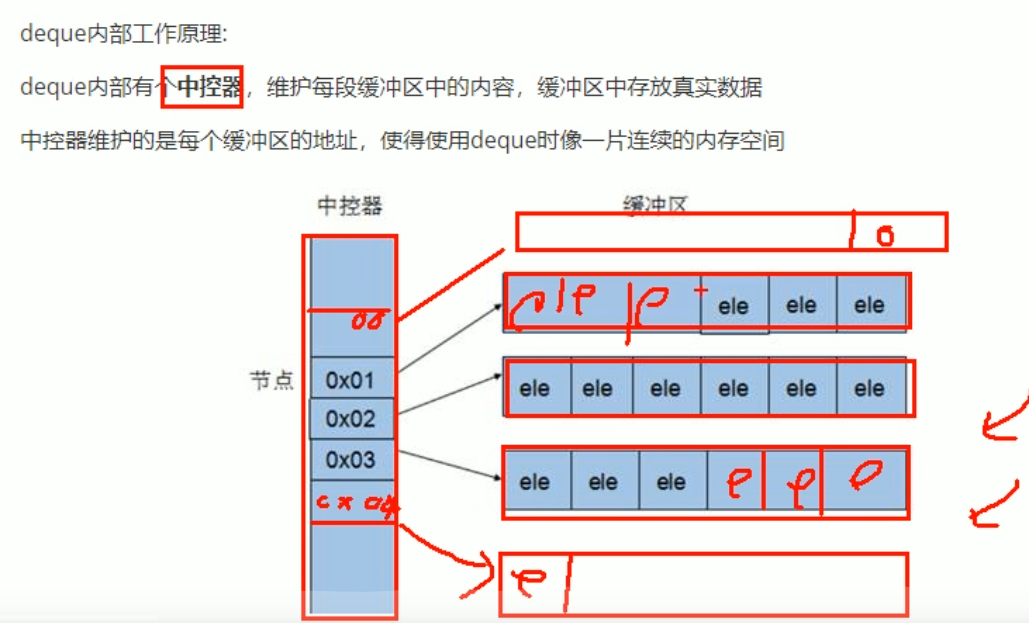 deque内部工作原理:
deque内部有个中控器，维护每段缓冲区中的内容，缓冲区中存放真实数据
中控器维护的是每个缓冲区的地址，使得使用deque时像一片连续的内存空间
中控器 缓冲区
00
ele ele ele
节点 0x01
ele ele ele ele ele ele
0x02
0x03
ele ele ele e e e
0x04
e